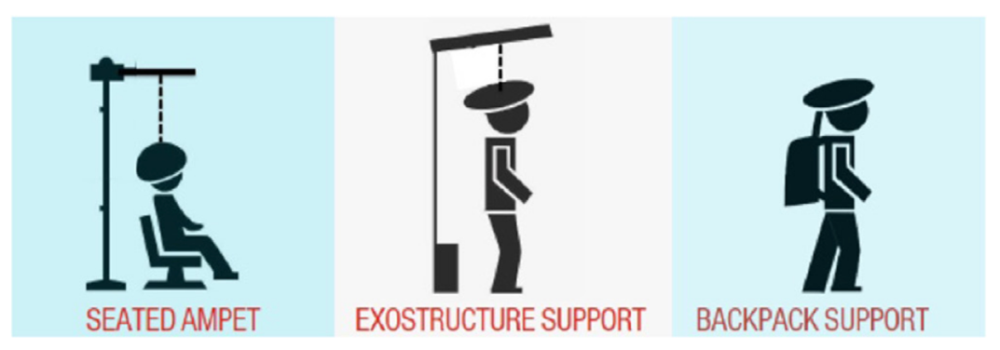 SEATED AMPET
EXOSTRUCTURE SUPPORT
BACKPACK SUPPORT